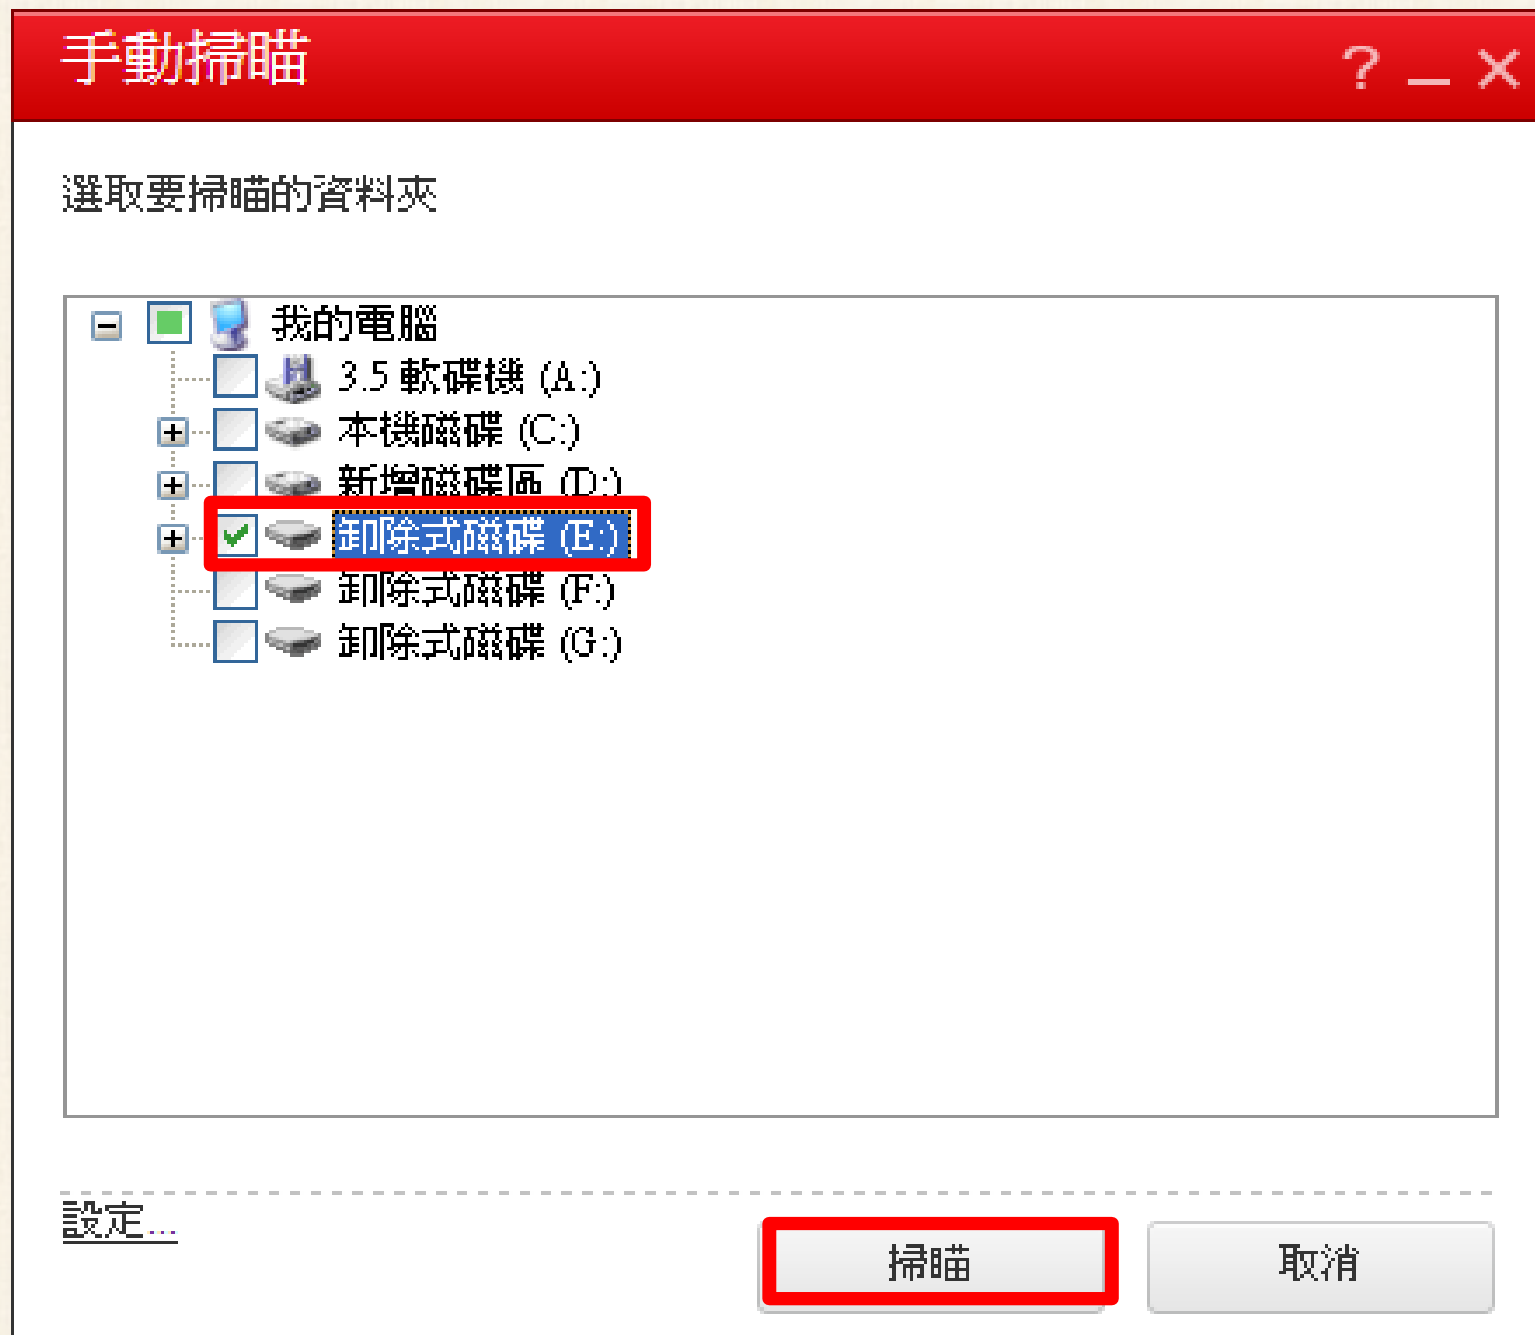 手動掃瞄
選取要掃瞄的資料夾
我的電腦
3.5 軟碟機 (A:)
本機磁碟 (C:)
新增磁碟區 (D:)
卸除式磁碟 (E:)
卸除式磁碟 (F:)
卸除式磁碟 (G:)
設定...
掃瞄 取消